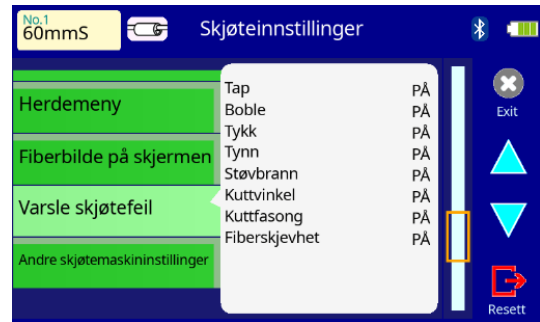 No.1
60mmS
Skjøteinnstillinger
Herdemeny
Fiberbilde på skjermen
Varsle skjøtefeil
Andre skjøtemaskininstillinger
Tap PÅ
Boble PÅ
Tykk PÅ
Tynn PÅ
Støvbrann PÅ
Kuttvinkel PÅ
Kuttfasong PÅ
Fiberskjevhet PÅ
Exit
Resett